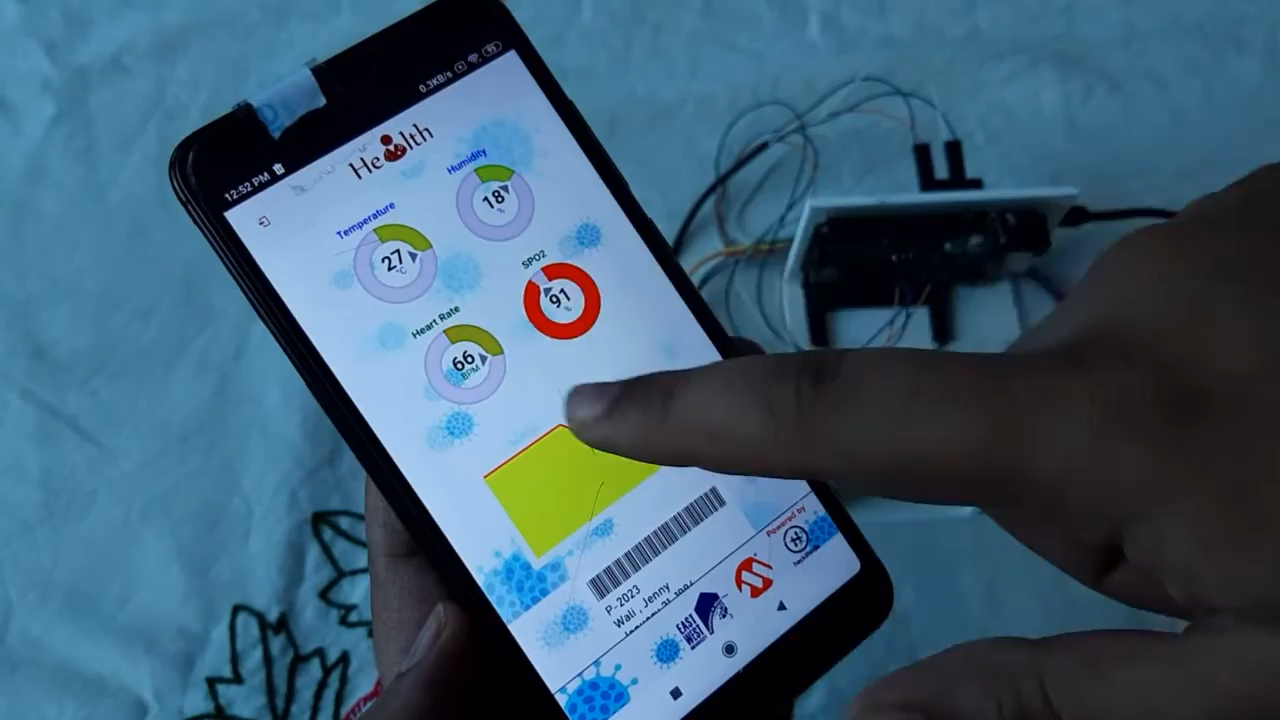 12:52 PM
0.3KB/s
95
Health
Temperature
27
°C
Humidity
18
%
Heart Rate
66
BPM
SPO2
91
%
P-2023
Wali , Jenny
Powered by
EAST
WEST